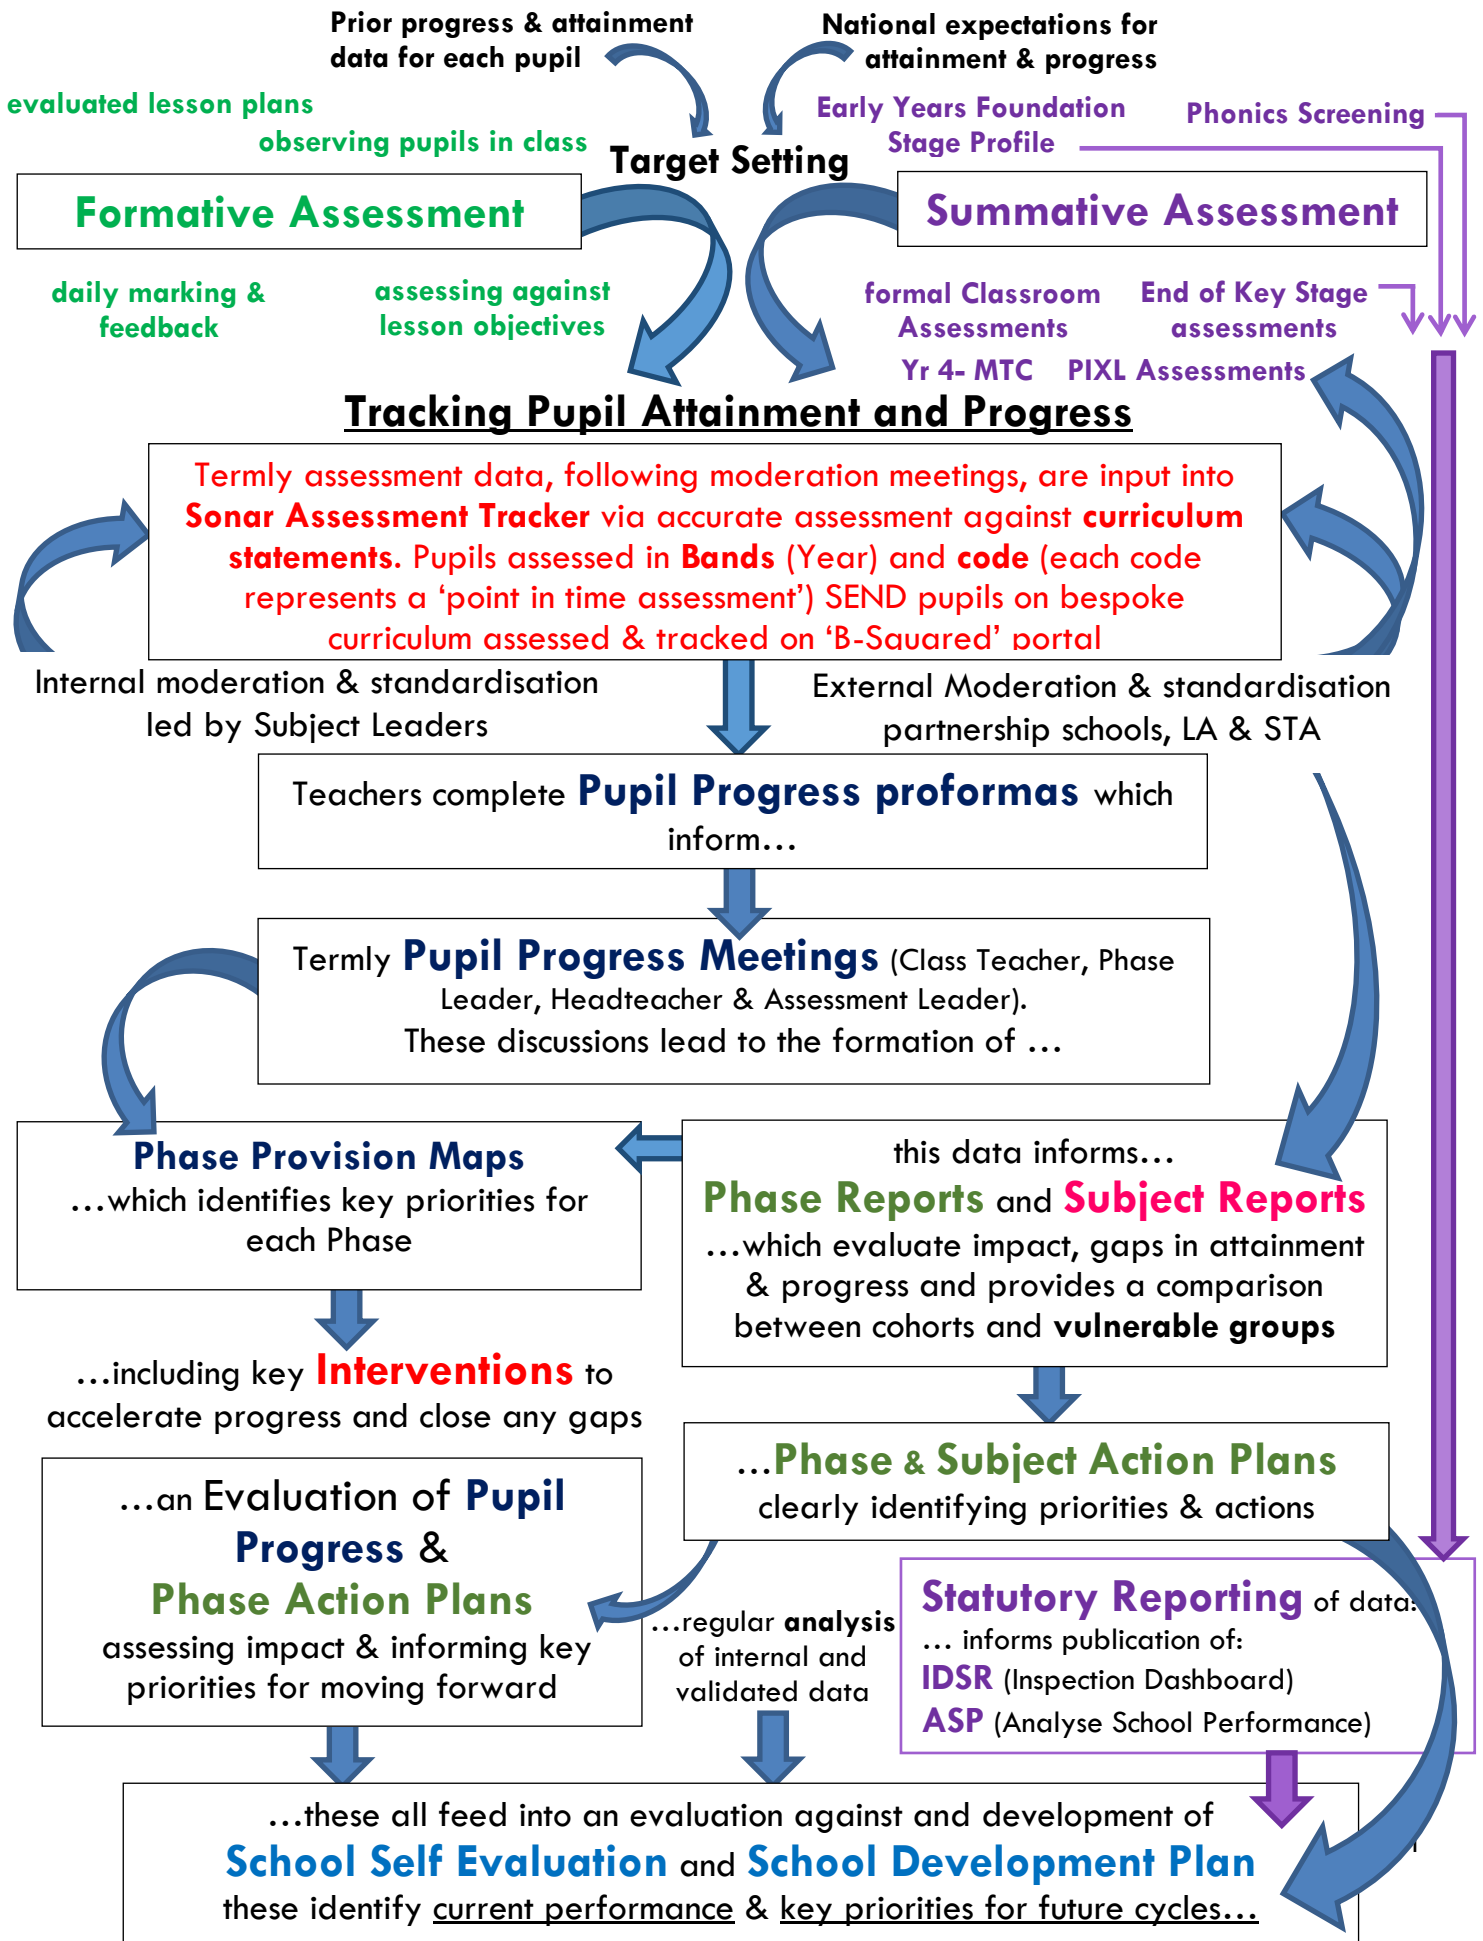 Prior progress & attainment
data for each pupil
National expectations for
attainment & progress
evaluated lesson plans
observing pupils in class
Target Setting
Early Years Foundation
Stage Profile
Phonics Screening
Formative Assessment
Summative Assessment
daily marking &
feedback
assessing against
lesson objectives
formal Classroom
Assessments
End of Key Stage
assessments
Yr 4- MTC
PIXL Assessments
Tracking Pupil Attainment and Progress
Termly assessment data, following moderation meetings, are input into
Sonar Assessment Tracker via accurate assessment against curriculum
statements. Pupils assessed in Bands (Year) and code (each code
represents a ‘point in time assessment’) SEND pupils on bespoke
curriculum assessed & tracked on ‘B-Squared’ portal
Internal moderation & standardisation
led by Subject Leaders
External Moderation & standardisation
partnership schools, LA & STA
Teachers complete Pupil Progress proformas which
inform…
Termly Pupil Progress Meetings (Class Teacher, Phase
Leader, Headteacher & Assessment Leader).
These discussions lead to the formation of …
Phase Provision Maps
…which identifies key priorities for
each Phase
this data informs…
Phase Reports and Subject Reports
…which evaluate impact, gaps in attainment
& progress and provides a comparison
between cohorts and vulnerable groups
…including key Interventions to
accelerate progress and close any gaps
…Phase & Subject Action Plans
clearly identifying priorities & actions
…an Evaluation of Pupil
Progress &
Phase Action Plans
assessing impact & informing key
priorities for moving forward
…regular analysis
of internal and
validated data
Statutory Reporting of data:
… informs publication of:
IDSR (Inspection Dashboard)
ASP (Analyse School Performance)
…these all feed into an evaluation against and development of
School Self Evaluation and School Development Plan
these identify current performance & key priorities for future cycles…